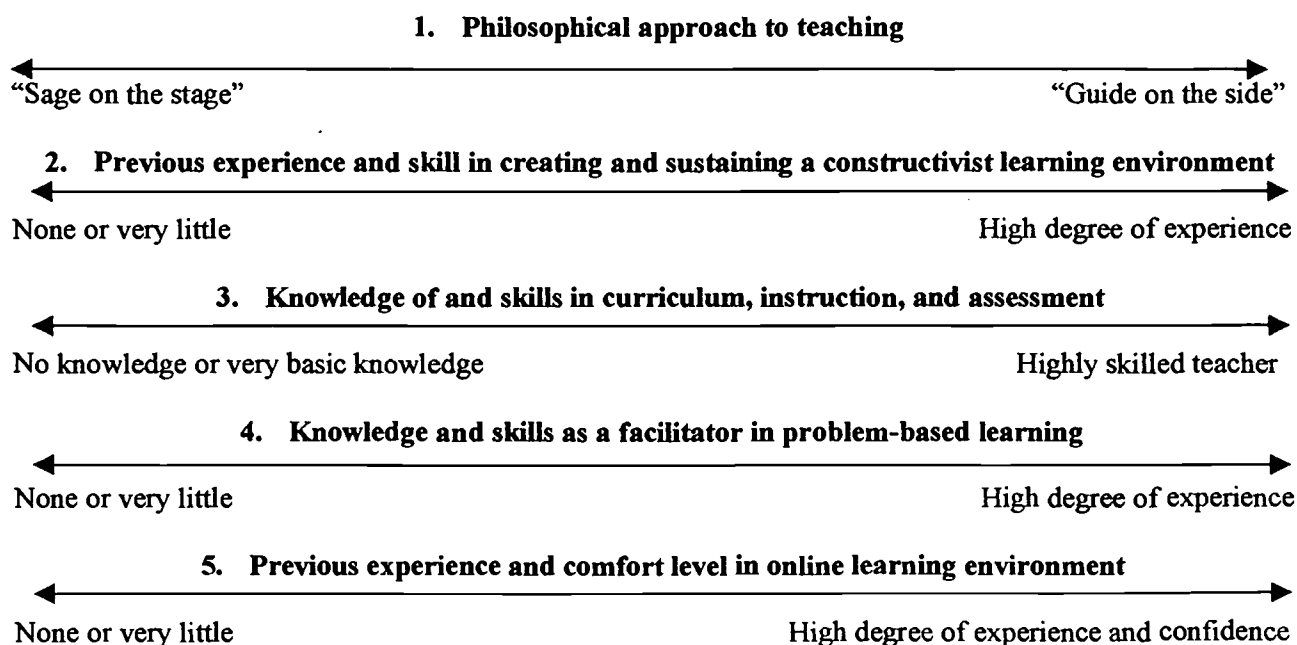 1. Philosophical approach to teaching
“Sage on the stage” “Guide on the side”
2. Previous experience and skill in creating and sustaining a constructivist learning environment
None or very little High degree of experience
3. Knowledge of and skills in curriculum, instruction, and assessment
No knowledge or very basic knowledge Highly skilled teacher
4. Knowledge and skills as a facilitator in problem-based learning
None or very little High degree of experience
5. Previous experience and comfort level in online learning environment
None or very little High degree of experience and confidence